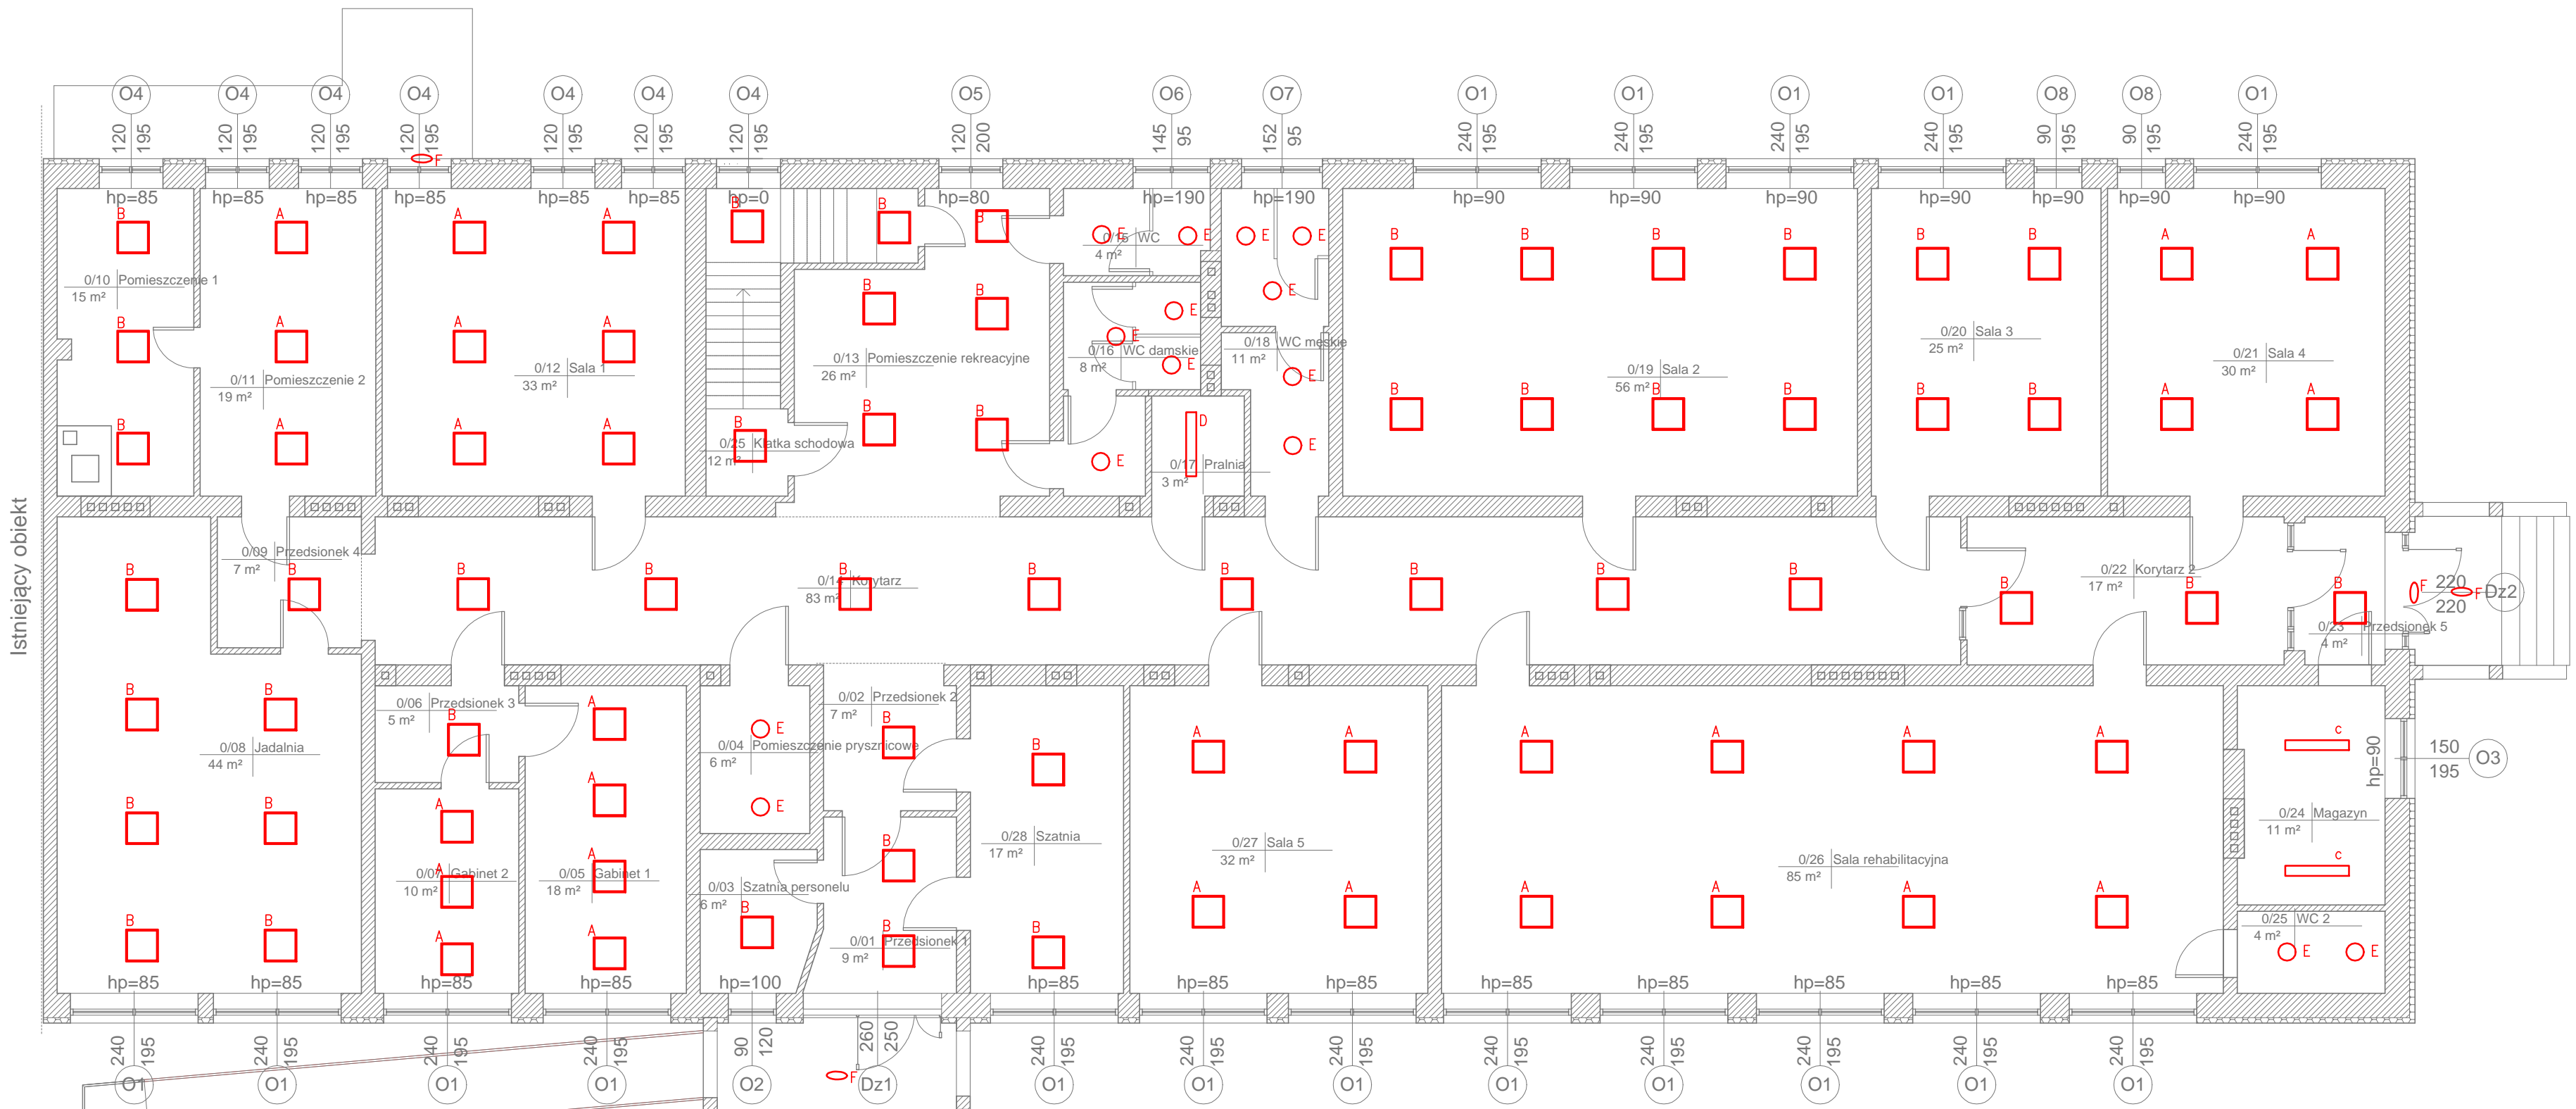 O4 O4 O4 O4 O4 O4 O4 O5 O6 O7 O1 O1 O1 O1 O8 O8 O1
120 195 120 195 120 195 120 195 120 195 120 195 120 195 120 200 145 95 152 95 240 195 240 195 240 195 240 195 90 195 90 195 240 195
F
hp=85 hp=85 hp=85 hp=85 hp=85 hp=85 hp=0 hp=80 hp=190 hp=190 hp=90 hp=90 hp=90 hp=90 hp=90 hp=90 hp=90
B A A A B B B E E E E B B B B B B A A
0/15 WC
4 m²
0/10 Pomieszczenie 1
15 m²
E
B B E
B A A A E
0/20 Sala 3
25 m²
0/18 WC męskie
11 m²
0/16 WC damskie
8 m²
0/21 Sala 4
30 m²
0/13 Pomieszczenie rekreacyjne
26 m²
E
0/12 Sala 1
33 m²
0/19 Sala 2
56 m²
0/11 Pomieszczenie 2
19 m²
E
B A A A B B B D B B B B B B A A
0/25 Klatka schodowa
12 m²
E
E
0/17 Pralnia
3 m²
Istniejący obiekt
0/09 Przedsionek 4
7 m²
B B B B B B B B B B B B B
0/14 Korytarz
83 m²
0/22 Korytarz 2
17 m²
F F
220
220
Dz2
0/23 Przedsionek 5
4 m²
0/06 Przedsionek 3
5 m²
0/02 Przedsionek 2
7 m²
B B B A B E B A A A A A A c
0/08 Jadalnia
44 m²
0/04 Pomieszczenie prysznicowe
6 m²
hp=90
150
195
O3
A A
B B E
0/24 Magazyn
11 m²
0/28 Szatnia
17 m²
0/27 Sala 5
32 m²
B
0/26 Sala rehabilitacyjna
85 m²
c
A A
0/07 Gabinet 2
10 m²
0/05 Gabinet 1
18 m²
0/03 Szatnia personelu
6 m²
B A A A A A A
0/25 WC 2
4 m²
B B A A B B
0/01 Przedsionek 1
9 m²
E E
hp=85 hp=85 hp=85 hp=85 hp=100 hp=85 hp=85 hp=85 hp=85 hp=85 hp=85 hp=85 hp=85
240 195 240 195 240 195 240 195 90 120 260 250 240 195 240 195 240 195 240 195 240 195 240 195 240 195 240 195
F
O1 O1 O1 O1 O2 Dz1 O1 O1 O1 O1 O1 O1 O1 O1